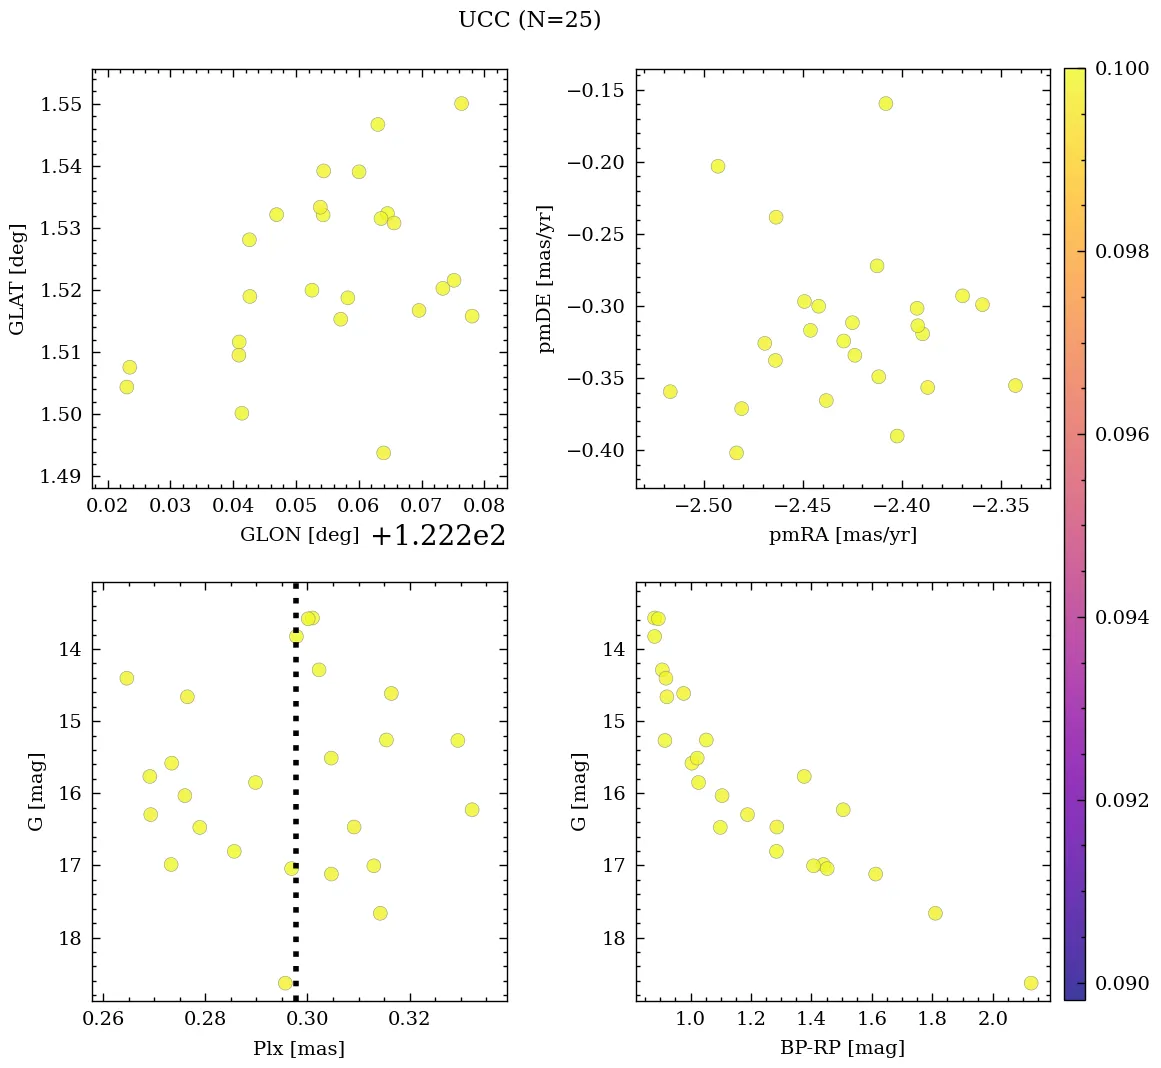 UCC (N=25)
1.55
1.54
1.53
1.52
1.51
1.50
1.49
GLAT [deg]
0.02 0.03 0.04 0.05 0.06 0.07 0.08
GLON [deg] +1.222e2
−0.15
−0.20
−0.25
−0.30
−0.35
−0.40
pmDE [mas/yr]
−2.50 −2.45 −2.40 −2.35
pmRA [mas/yr]
14
15
16
17
18
G [mag]
0.26 0.28 0.30 0.32
Plx [mas]
14
15
16
17
18
G [mag]
1.0 1.2 1.4 1.6 1.8 2.0
BP-RP [mag]
0.100
0.098
0.096
0.094
0.092
0.090